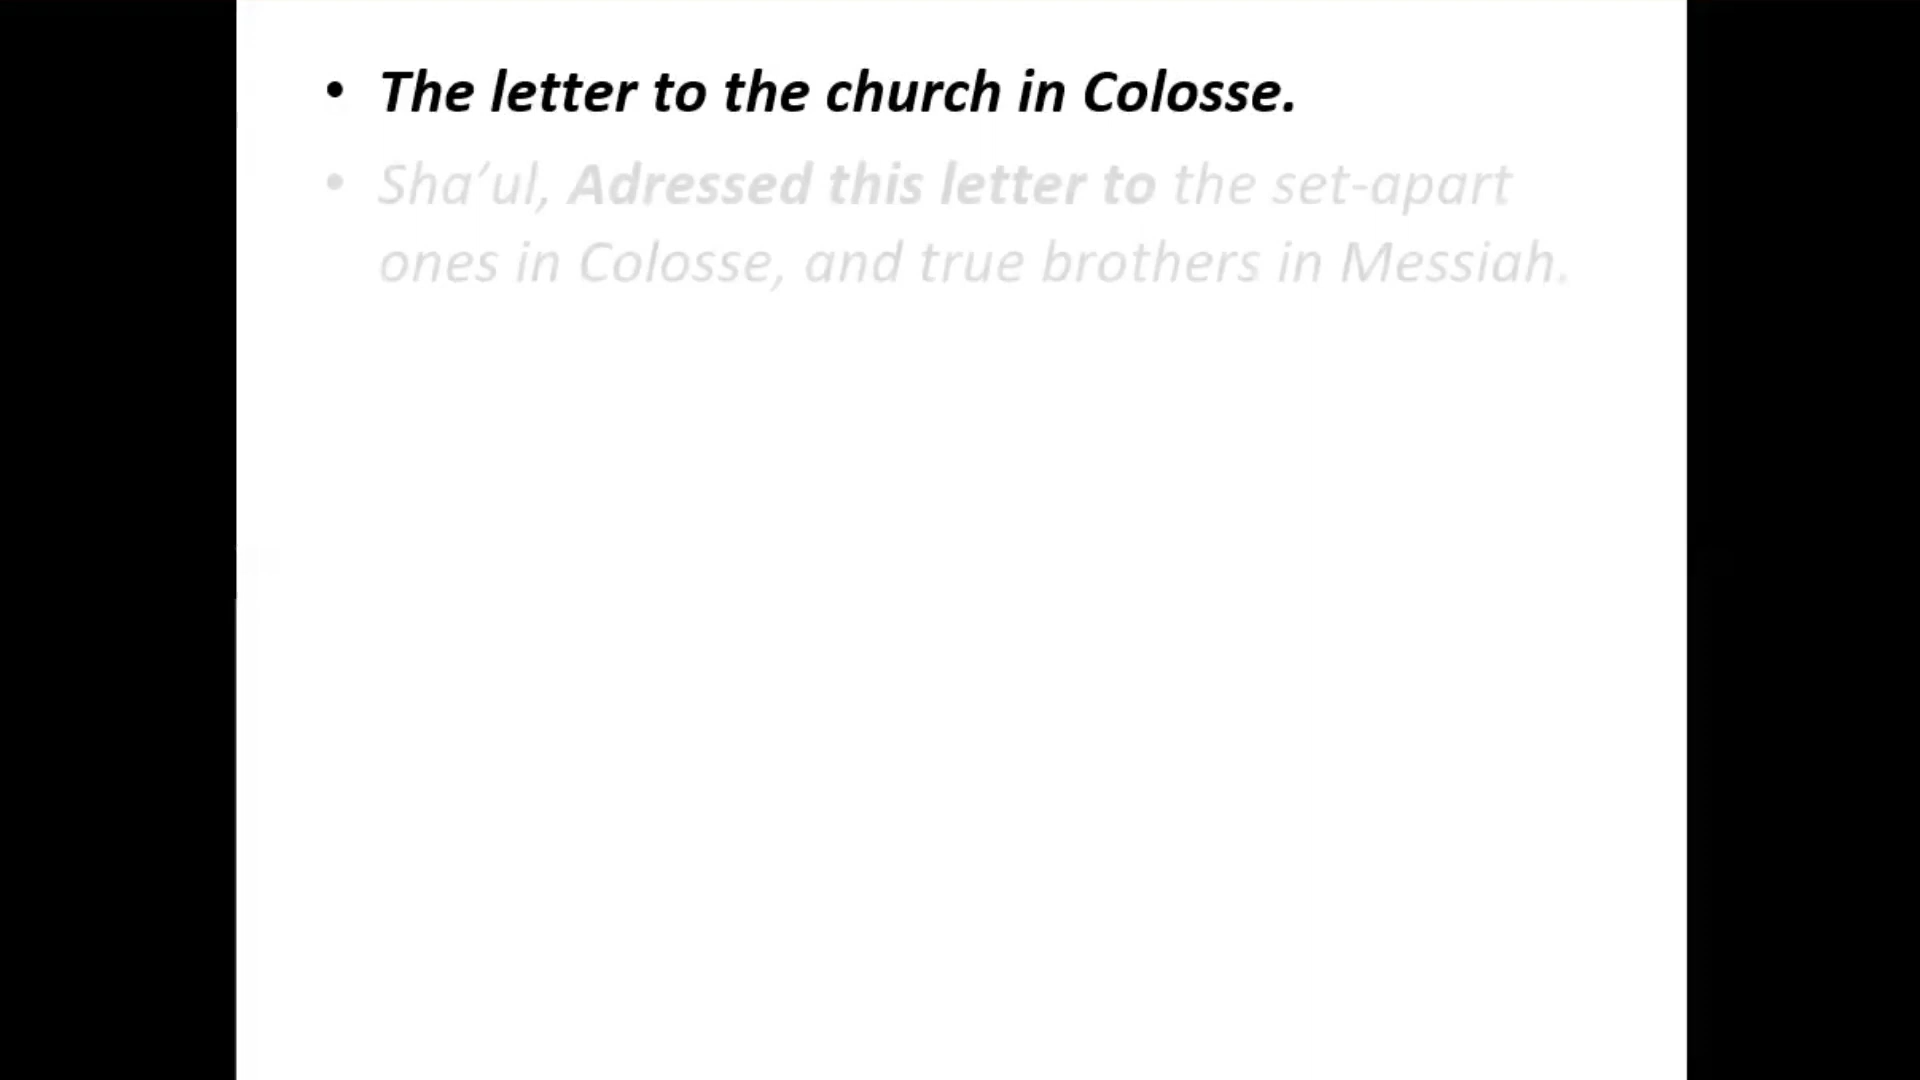 • The letter to the church in Colosse.
• Sha’ul, Adressed this letter to the set-apart
ones in Colosse, and true brothers in Messiah.